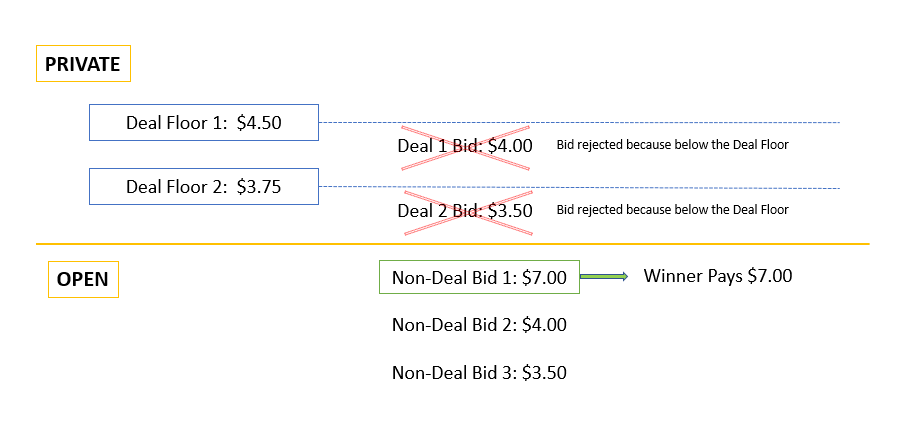 PRIVATE
Deal Floor 1:  $4.50
Deal 1 Bid: $4.00
Bid rejected because below the Deal Floor
Deal Floor 2:  $3.75
Deal 2 Bid: $3.50
Bid rejected because below the Deal Floor
OPEN
Non-Deal Bid 1: $7.00
Winner Pays $7.00
Non-Deal Bid 2: $4.00
Non-Deal Bid 3: $3.50